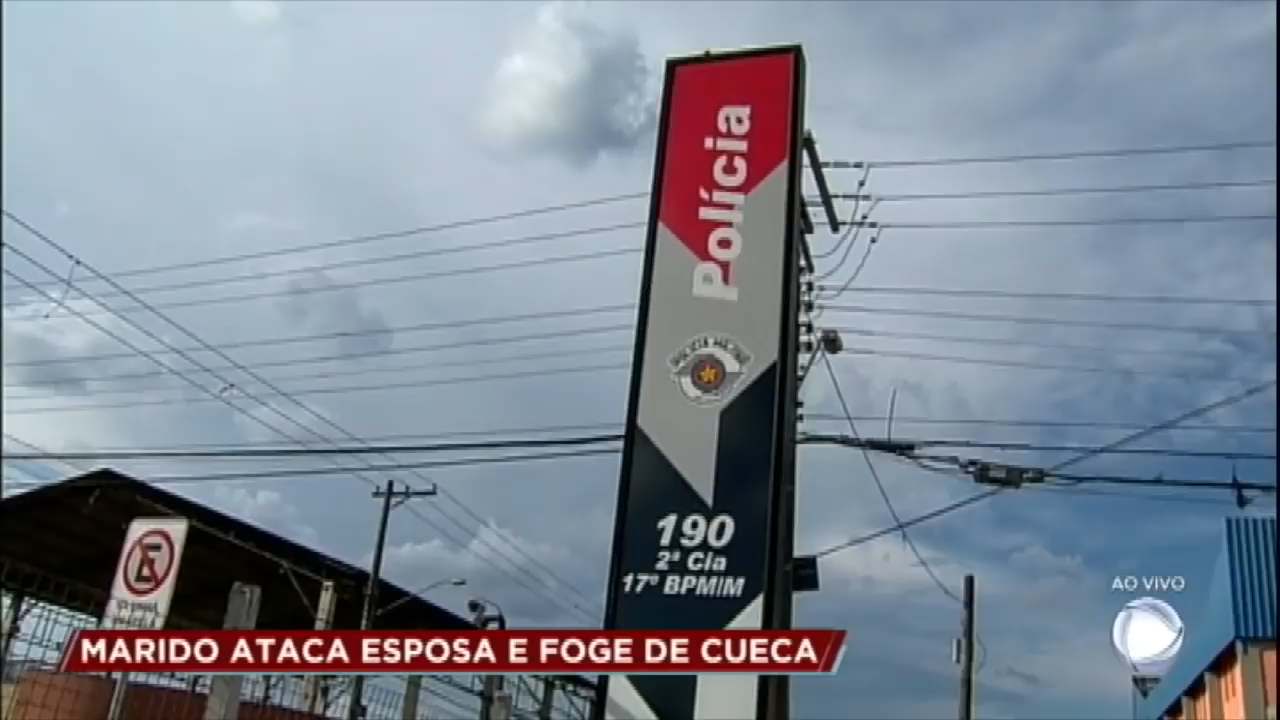 Polícia
190
2ª Cia
17º BPM/M
AO VIVO
MARIDO ATACA ESPOSA E FOGE DE CUECA